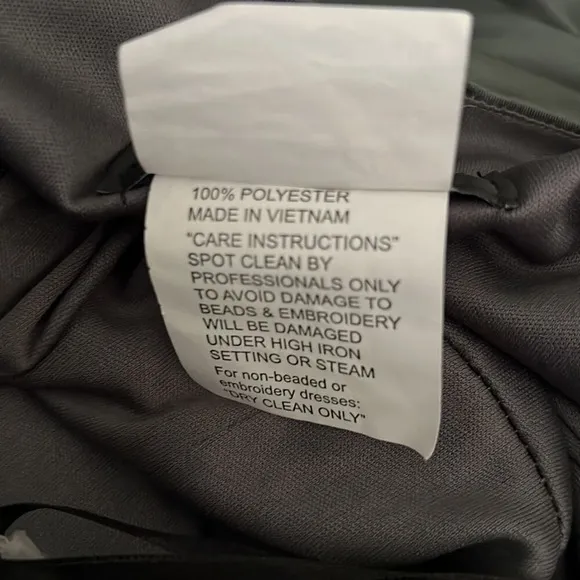 100% POLYESTER
MADE IN VIETNAM
"CARE INSTRUCTIONS"
SPOT CLEAN BY
PROFESSIONALS ONLY
TO AVOID DAMAGE TO
BEADS & EMBROIDERY
WILL BE DAMAGED
UNDER HIGH IRON
SETTING OR STEAM
For non-beaded or
embroidery dresses:
"DRY CLEAN ONLY"